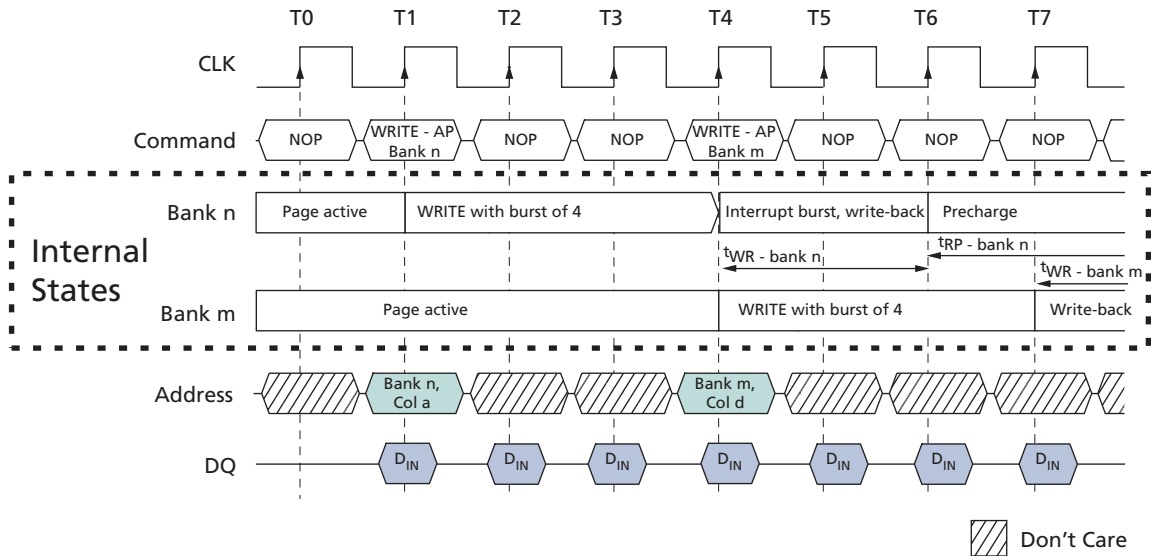 T0 T1 T2 T3 T4 T5 T6 T7
CLK
Command NOP WRITE - AP Bank n NOP NOP WRITE - AP Bank m NOP NOP NOP
Internal States
Bank n Page active WRITE with burst of 4 Interrupt burst, write-back Precharge
tWR - bank n tRP - bank n
tWR - bank m
Bank m Page active WRITE with burst of 4 Write-back
Address Bank n, Col a Bank m, Col d
DQ DIN DIN DIN DIN DIN DIN DIN
Don't Care